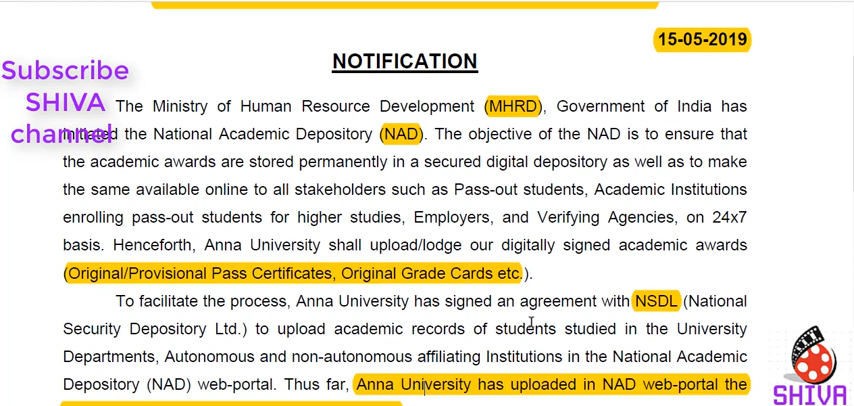 15-05-2019
NOTIFICATION
Subscribe
SHIVA
channel
The Ministry of Human Resource Development (MHRD), Government of India has
initiated the National Academic Depository (NAD). The objective of the NAD is to ensure that
the academic awards are stored permanently in a secured digital depository as well as to make
the same available online to all stakeholders such as Pass-out students, Academic Institutions
enrolling pass-out students for higher studies, Employers, and Verifying Agencies, on 24x7
basis. Henceforth, Anna University shall upload/lodge our digitally signed academic awards
(Original/Provisional Pass Certificates, Original Grade Cards etc.).
To facilitate the process, Anna University has signed an agreement with NSDL (National
Security Depository Ltd.) to upload academic records of students studied in the University
Departments, Autonomous and non-autonomous affiliating Institutions in the National Academic
Depository (NAD) web-portal. Thus far, Anna University has uploaded in NAD web-portal the
SHIVA